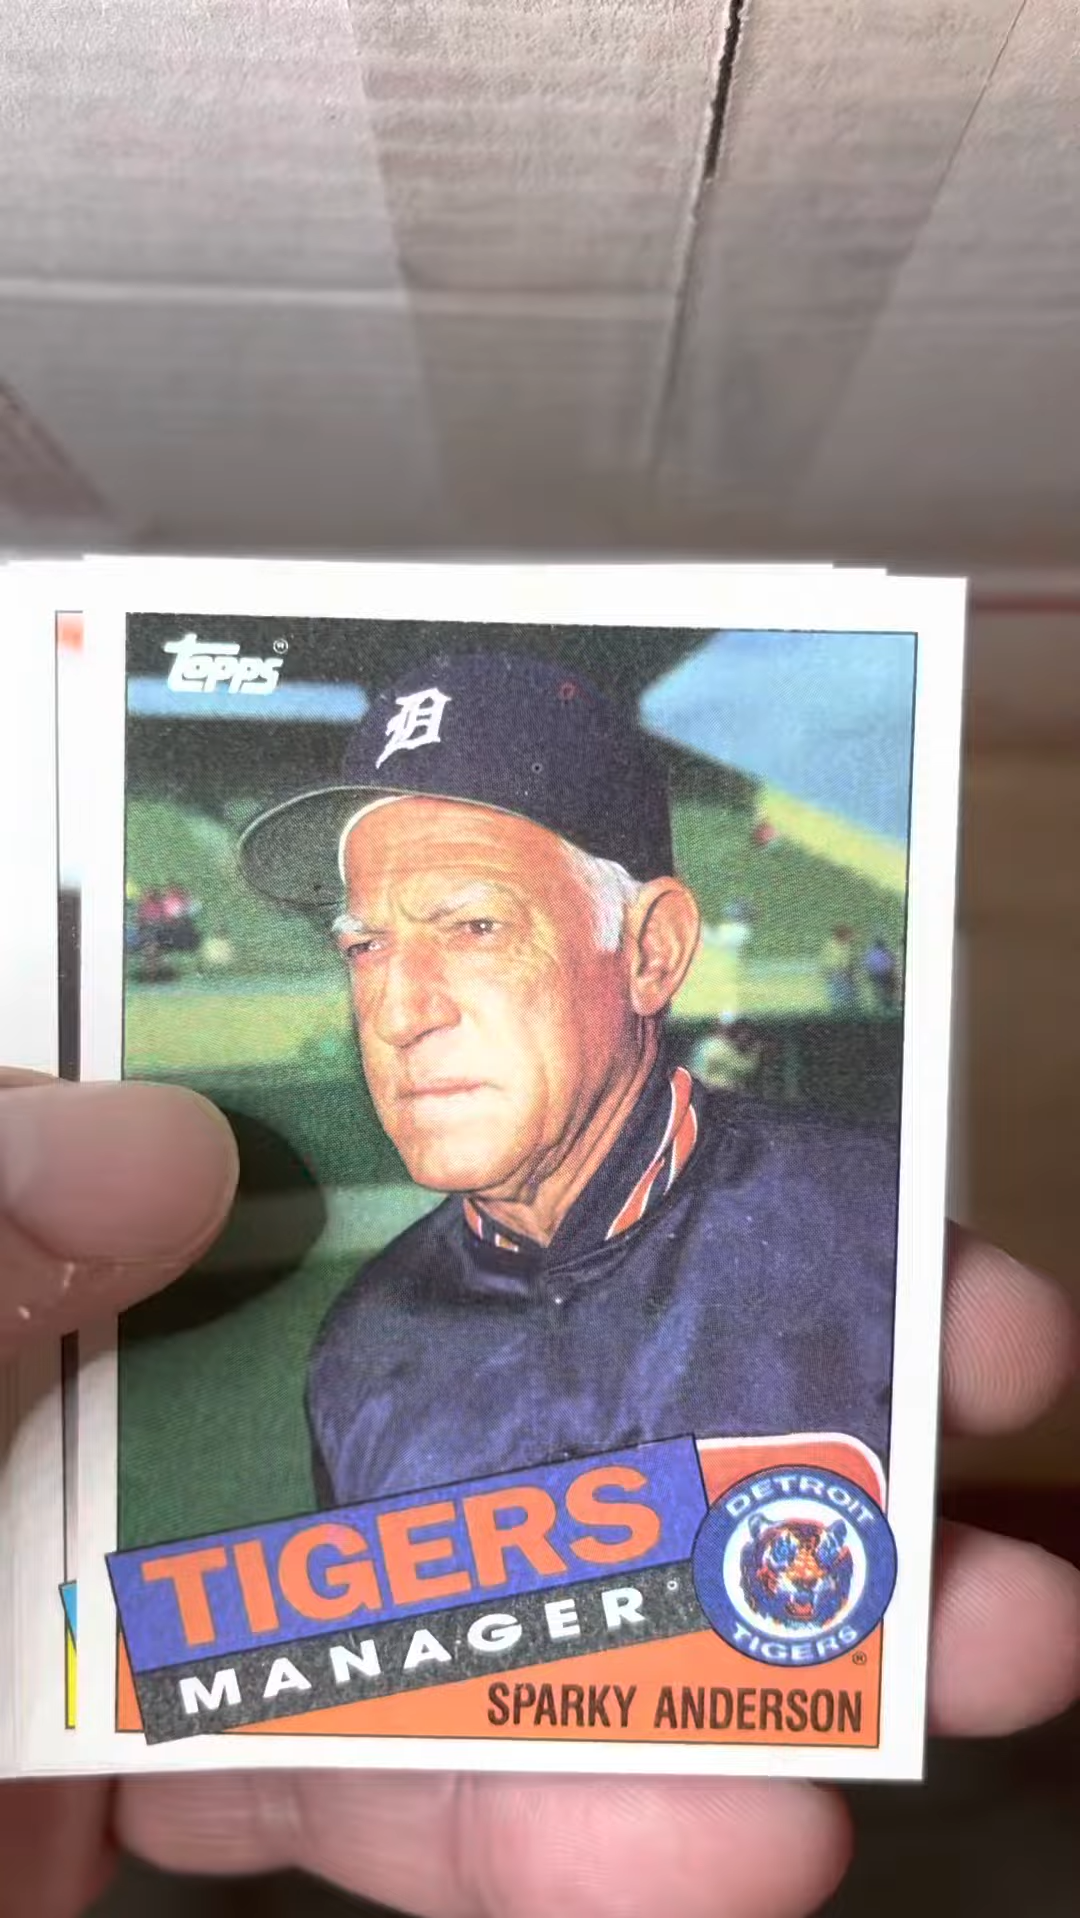 topps®
D
TIGERS
MANAGER
DETROIT
TIGERS®
SPARKY ANDERSON